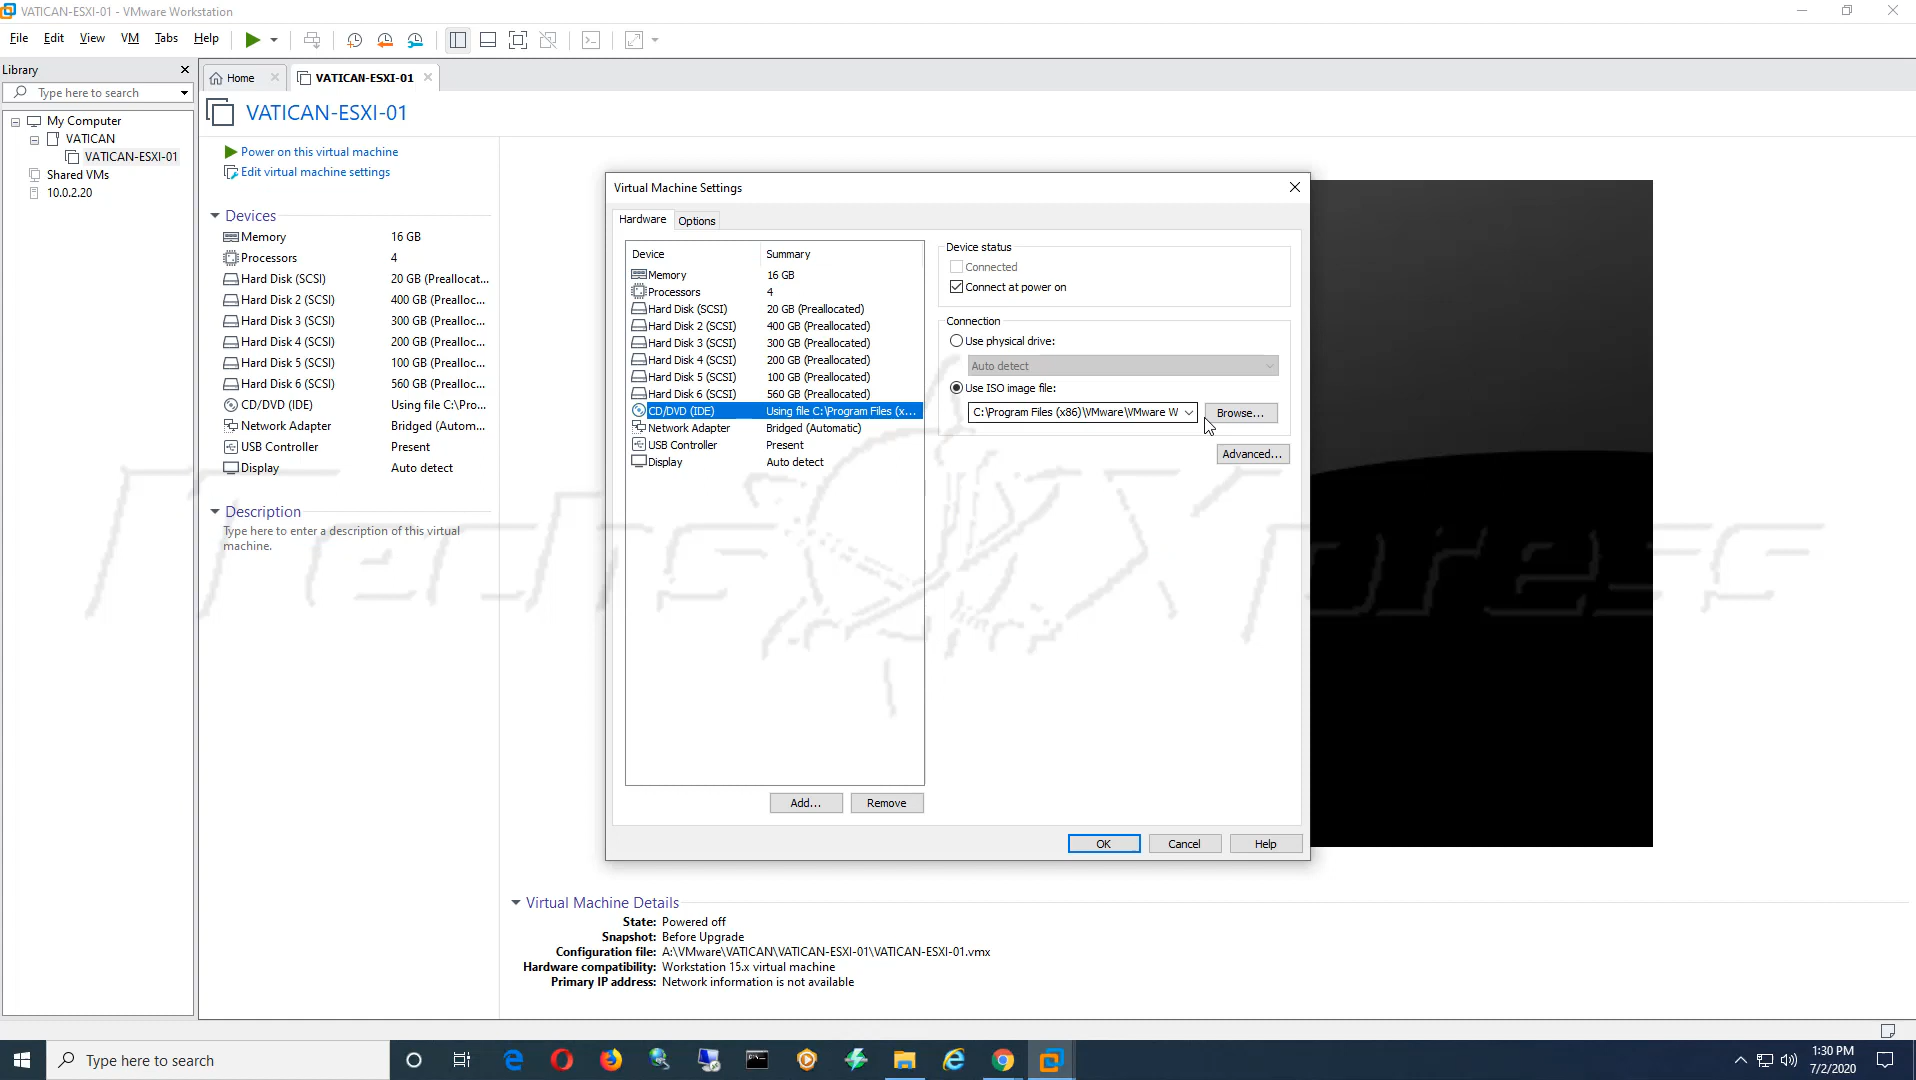 VATICAN-ESXI-01 - VMware Workstation
File Edit View VM Tabs Help
Library
Type here to search
My Computer
VATICAN
VATICAN-ESXI-01
Shared VMs
10.0.2.20
Home VATICAN-ESXI-01
VATICAN-ESXI-01
Power on this virtual machine
Edit virtual machine settings
Devices
Memory 16 GB
Processors 4
Hard Disk (SCSI) 20 GB (Preallocat...
Hard Disk 2 (SCSI) 400 GB (Prealloc...
Hard Disk 3 (SCSI) 300 GB (Prealloc...
Hard Disk 4 (SCSI) 200 GB (Prealloc...
Hard Disk 5 (SCSI) 100 GB (Prealloc...
Hard Disk 6 (SCSI) 560 GB (Prealloc...
CD/DVD (IDE) Using file C:\Pro...
Network Adapter Bridged (Autom...
USB Controller Present
Display Auto detect
Description
Type here to enter a description of this virtual
machine.
Virtual Machine Settings
Hardware Options
Device Summary
Memory 16 GB
Processors 4
Hard Disk (SCSI) 20 GB (Preallocated)
Hard Disk 2 (SCSI) 400 GB (Preallocated)
Hard Disk 3 (SCSI) 300 GB (Preallocated)
Hard Disk 4 (SCSI) 200 GB (Preallocated)
Hard Disk 5 (SCSI) 100 GB (Preallocated)
Hard Disk 6 (SCSI) 560 GB (Preallocated)
CD/DVD (IDE) Using file C:\Program Files (x...
Network Adapter Bridged (Automatic)
USB Controller Present
Display Auto detect
Add... Remove
Device status
Connected
Connect at power on
Connection
Use physical drive:
Auto detect
Use ISO image file:
C:\Program Files (x86)\VMware\VMware W Browse...
Advanced...
OK Cancel Help
ITechsXpress
Virtual Machine Details
State: Powered off
Snapshot: Before Upgrade
Configuration file: A:\VMware\VATICAN\VATICAN-ESXI-01\VATICAN-ESXI-01.vmx
Hardware compatibility: Workstation 15.x virtual machine
Primary IP address: Network information is not available
Type here to search
1:30 PM
7/2/2020